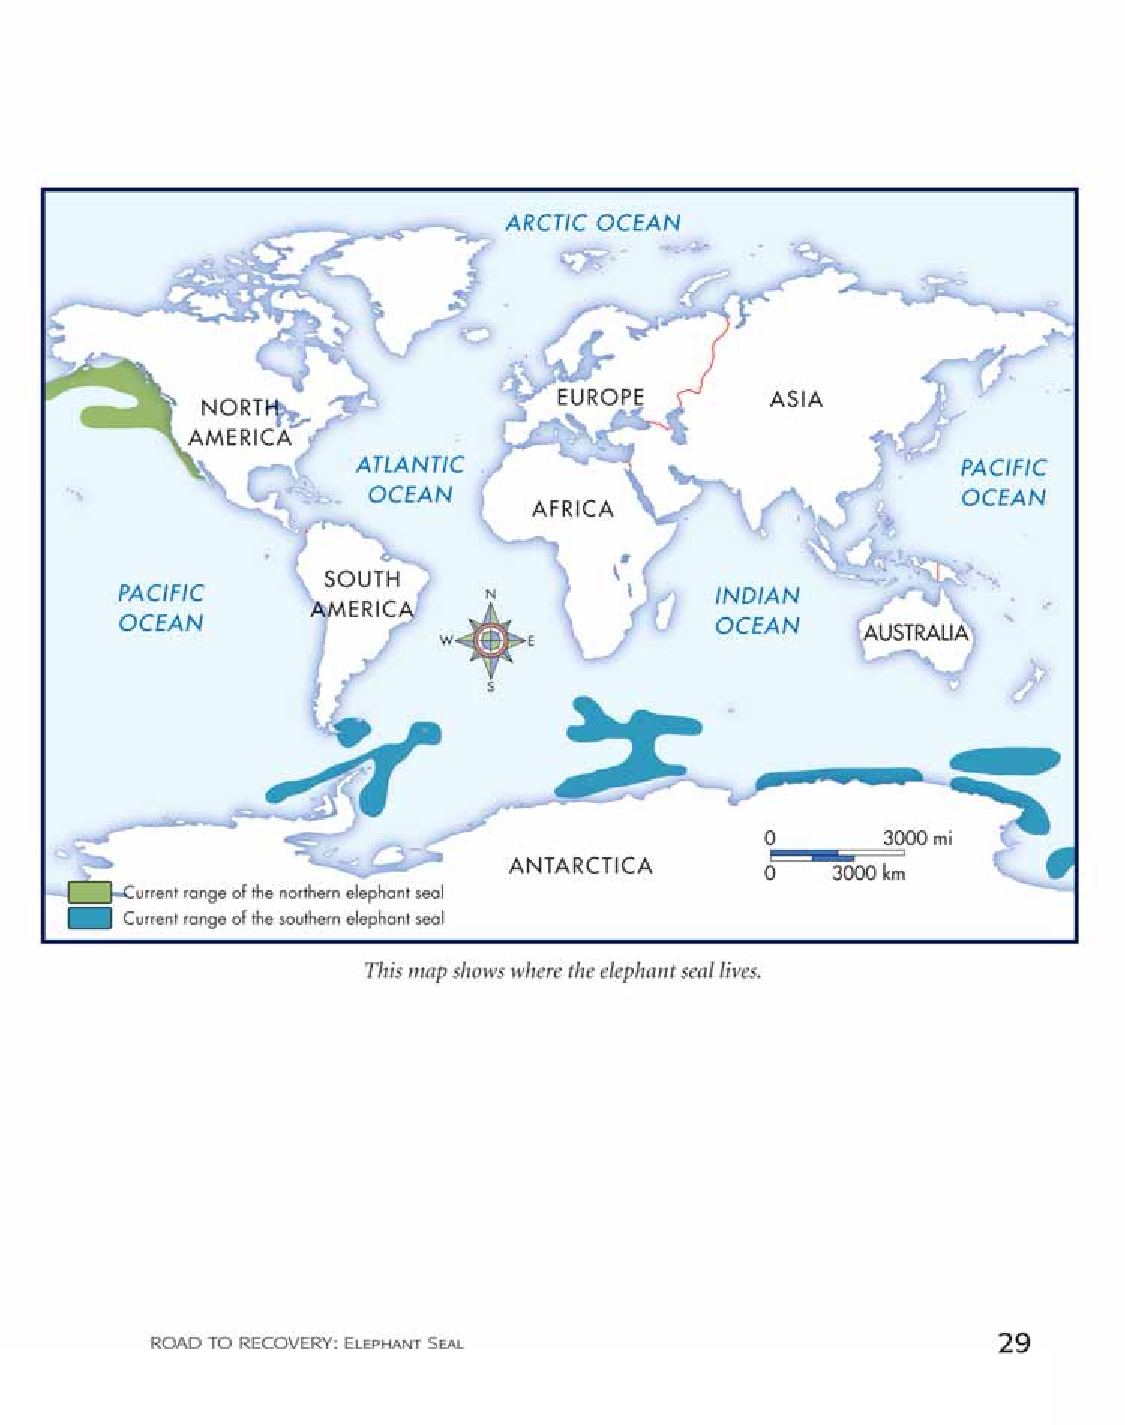 ARCTIC OCEAN
NORTH
AMERICA
EUROPE
ASIA
ATLANTIC
OCEAN
PACIFIC
OCEAN
AFRICA
SOUTH
AMERICA
PACIFIC
OCEAN
INDIAN
OCEAN
AUSTRALIA
N
W E
S
ANTARCTICA
0 3000 mi
0 3000 km
Current range of the northern elephant seal
Current range of the southern elephant seal
This map shows where the elephant seal lives.
ROAD TO RECOVERY: ELEPHANT SEAL 29